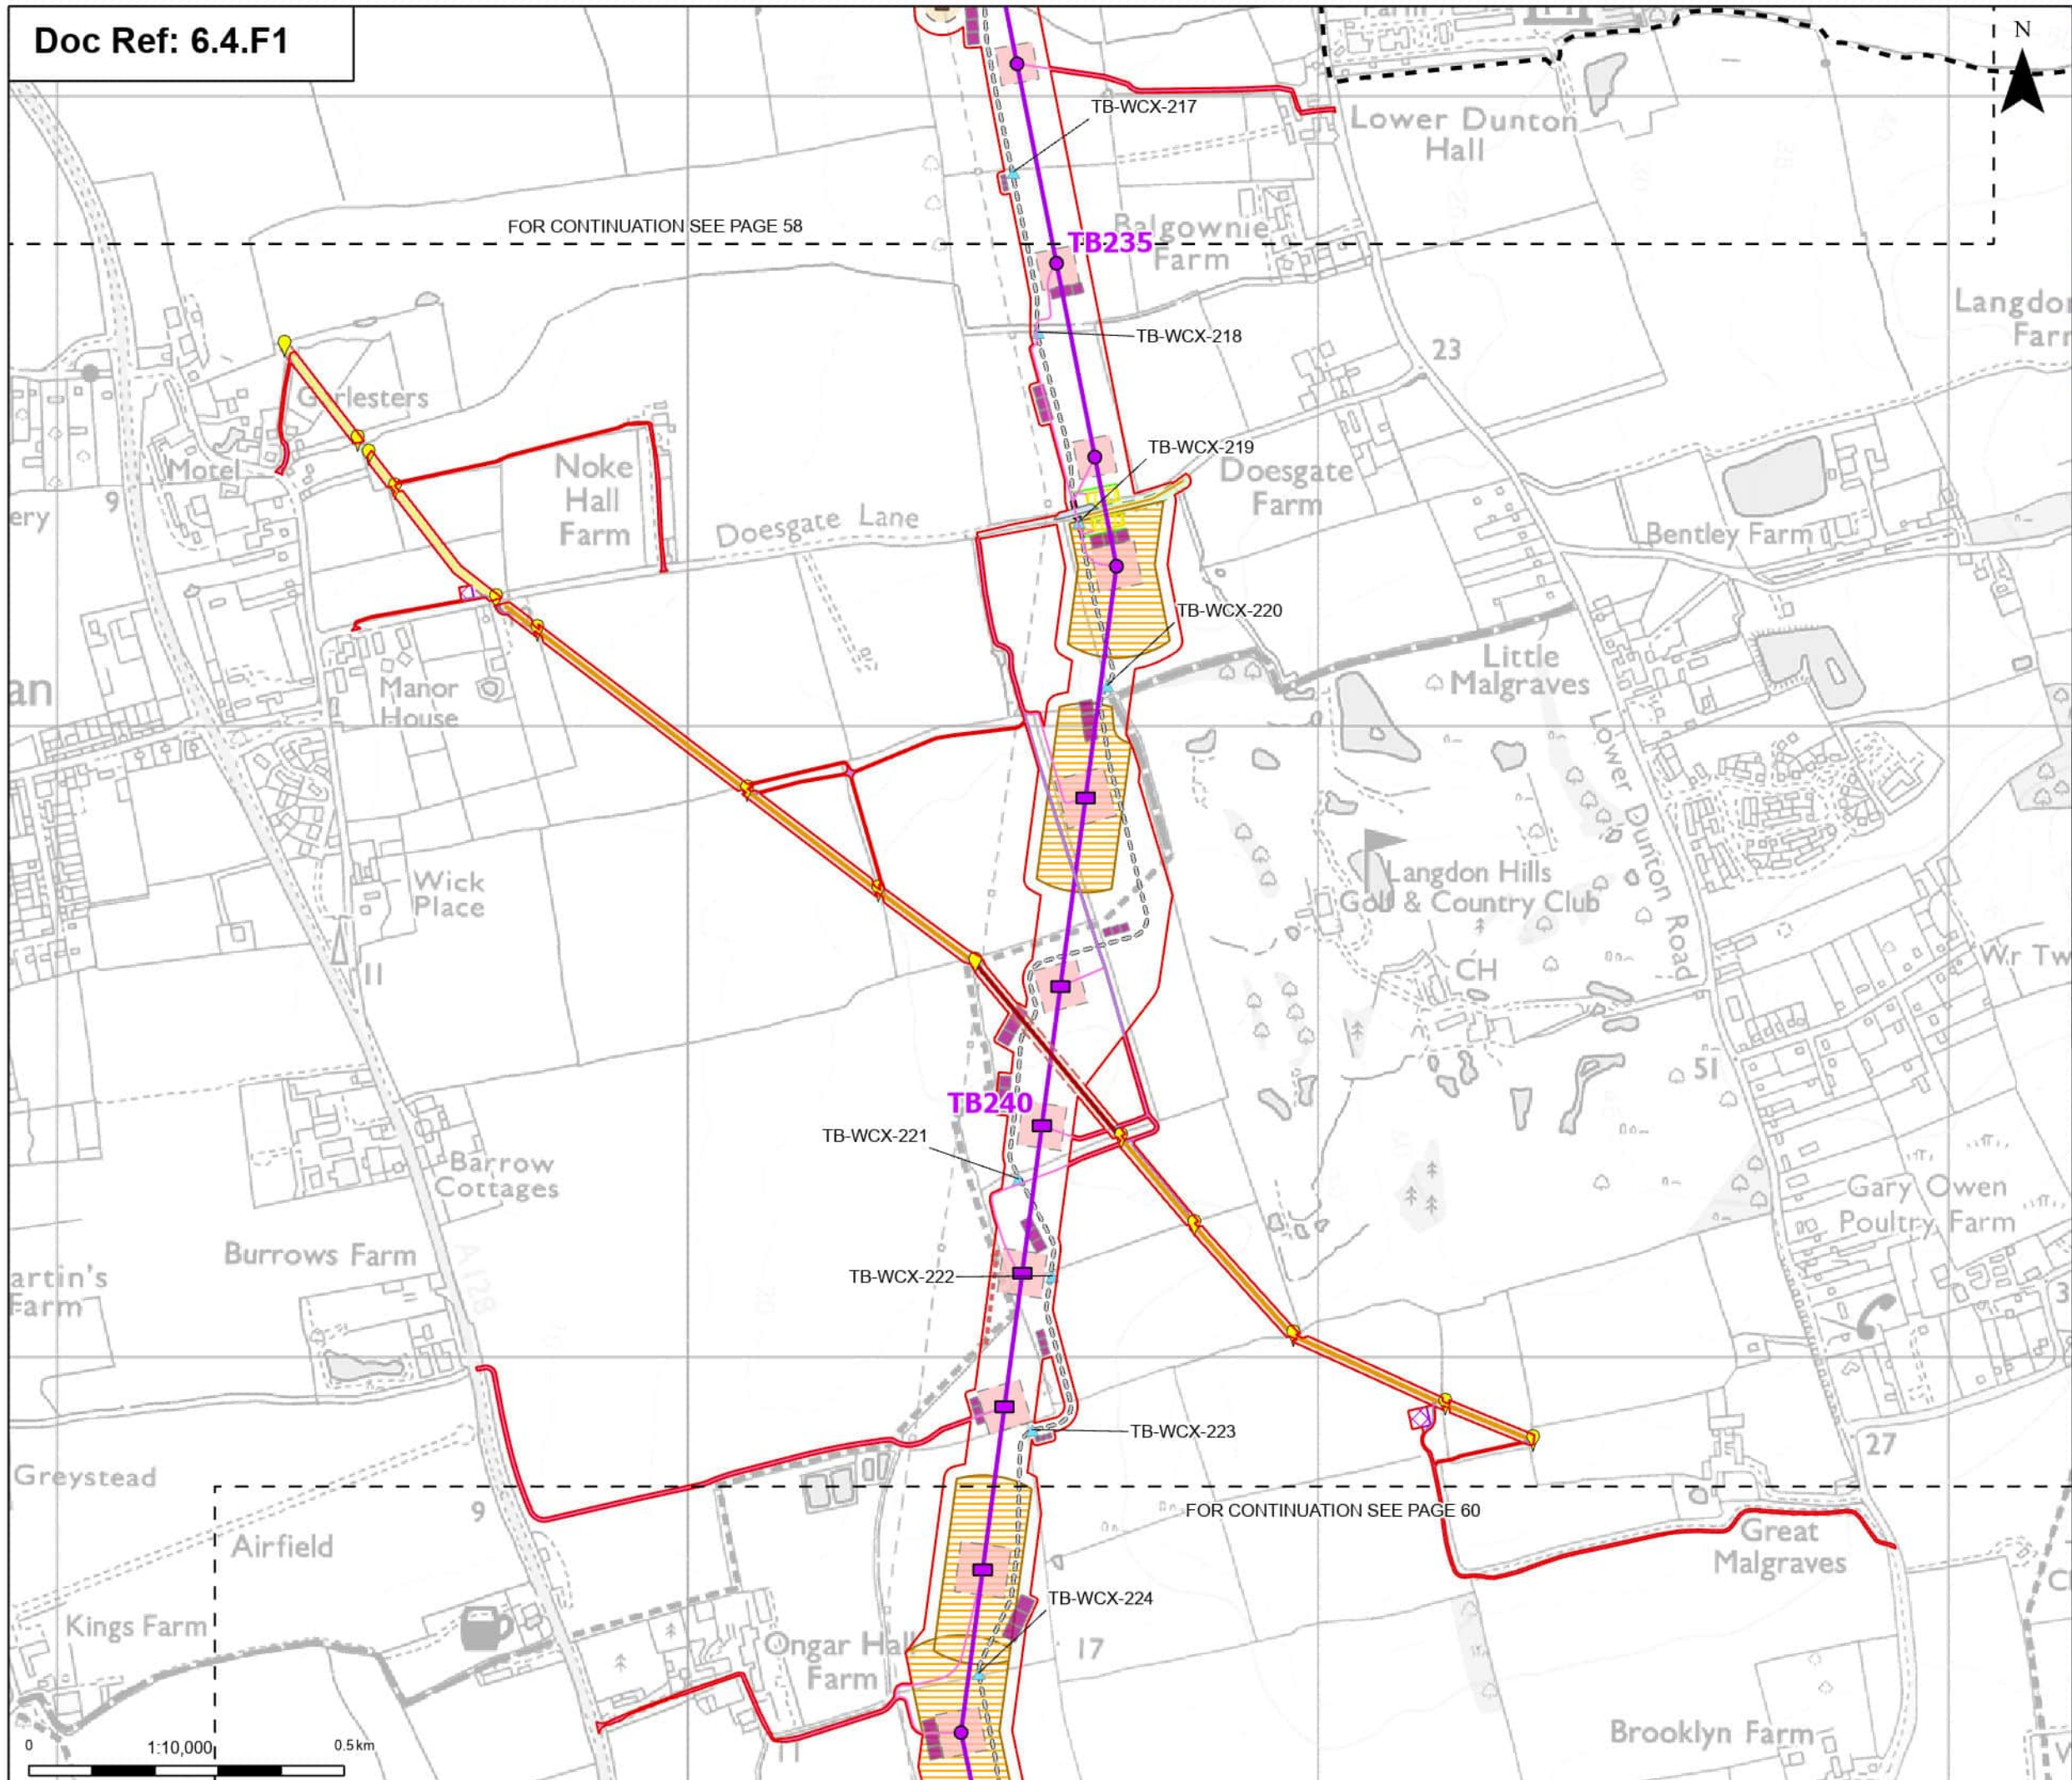 Doc Ref: 6.4.F1
N
TB-WCX-217
Lower Dunton
Hall
FOR CONTINUATION SEE PAGE 58
TB235
Balgownie
Farm
TB-WCX-218
23
Motel
9
Noke
Hall
Farm
TB-WCX-219
Doesgate
Farm
Doesgate Lane
Bentley Farm
TB-WCX-220
Manor
House
Little
Malgraves
Lower Dunton Road
Langdon Hills
Golf & Country Club
Wick
Place
11
CH
51
TB240
TB-WCX-221
Barrow
Cottages
Gary Owen
Poultry Farm
Burrows Farm
A128
TB-WCX-222
TB-WCX-223
27
Greystead
9
FOR CONTINUATION SEE PAGE 60
Airfield
Great
Malgraves
TB-WCX-224
Kings Farm
Ongar Hall
Farm
17
Brooklyn Farm
11
0
1:10,000
0.5 km